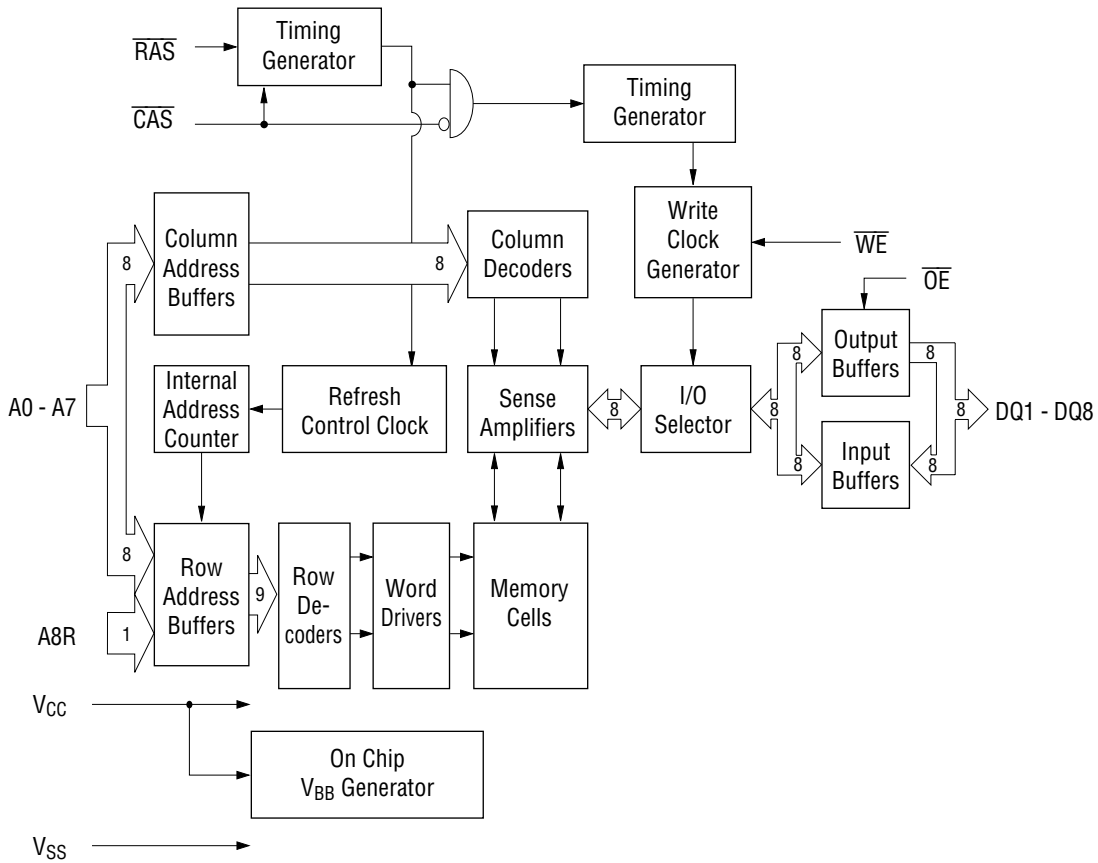 RAS
Timing
Generator
CAS
Timing
Generator
Column
Address
Buffers
8
8
Column
Decoders
Write
Clock
Generator
WE
OE
A0 - A7
Internal
Address
Counter
Refresh
Control Clock
Sense
Amplifiers
8
I/O
Selector
8
8
Output
Buffers
8
8
DQ1 - DQ8
8
Input
Buffers
8
8
Row
Address
Buffers
9
Row
De-
coders
Word
Drivers
Memory
Cells
A8R
1
VCC
On Chip
VBB Generator
VSS